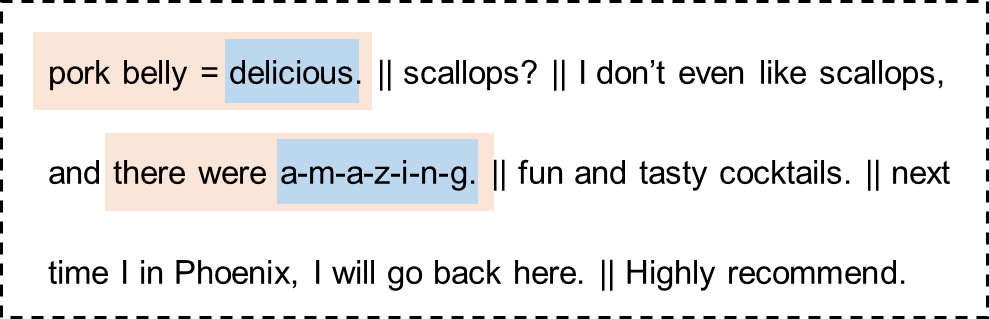 pork belly = delicious. || scallops? || I don't even like scallops,
and there were a-m-a-z-i-n-g. || fun and tasty cocktails. || next
time I in Phoenix, I will go back here. || Highly recommend.